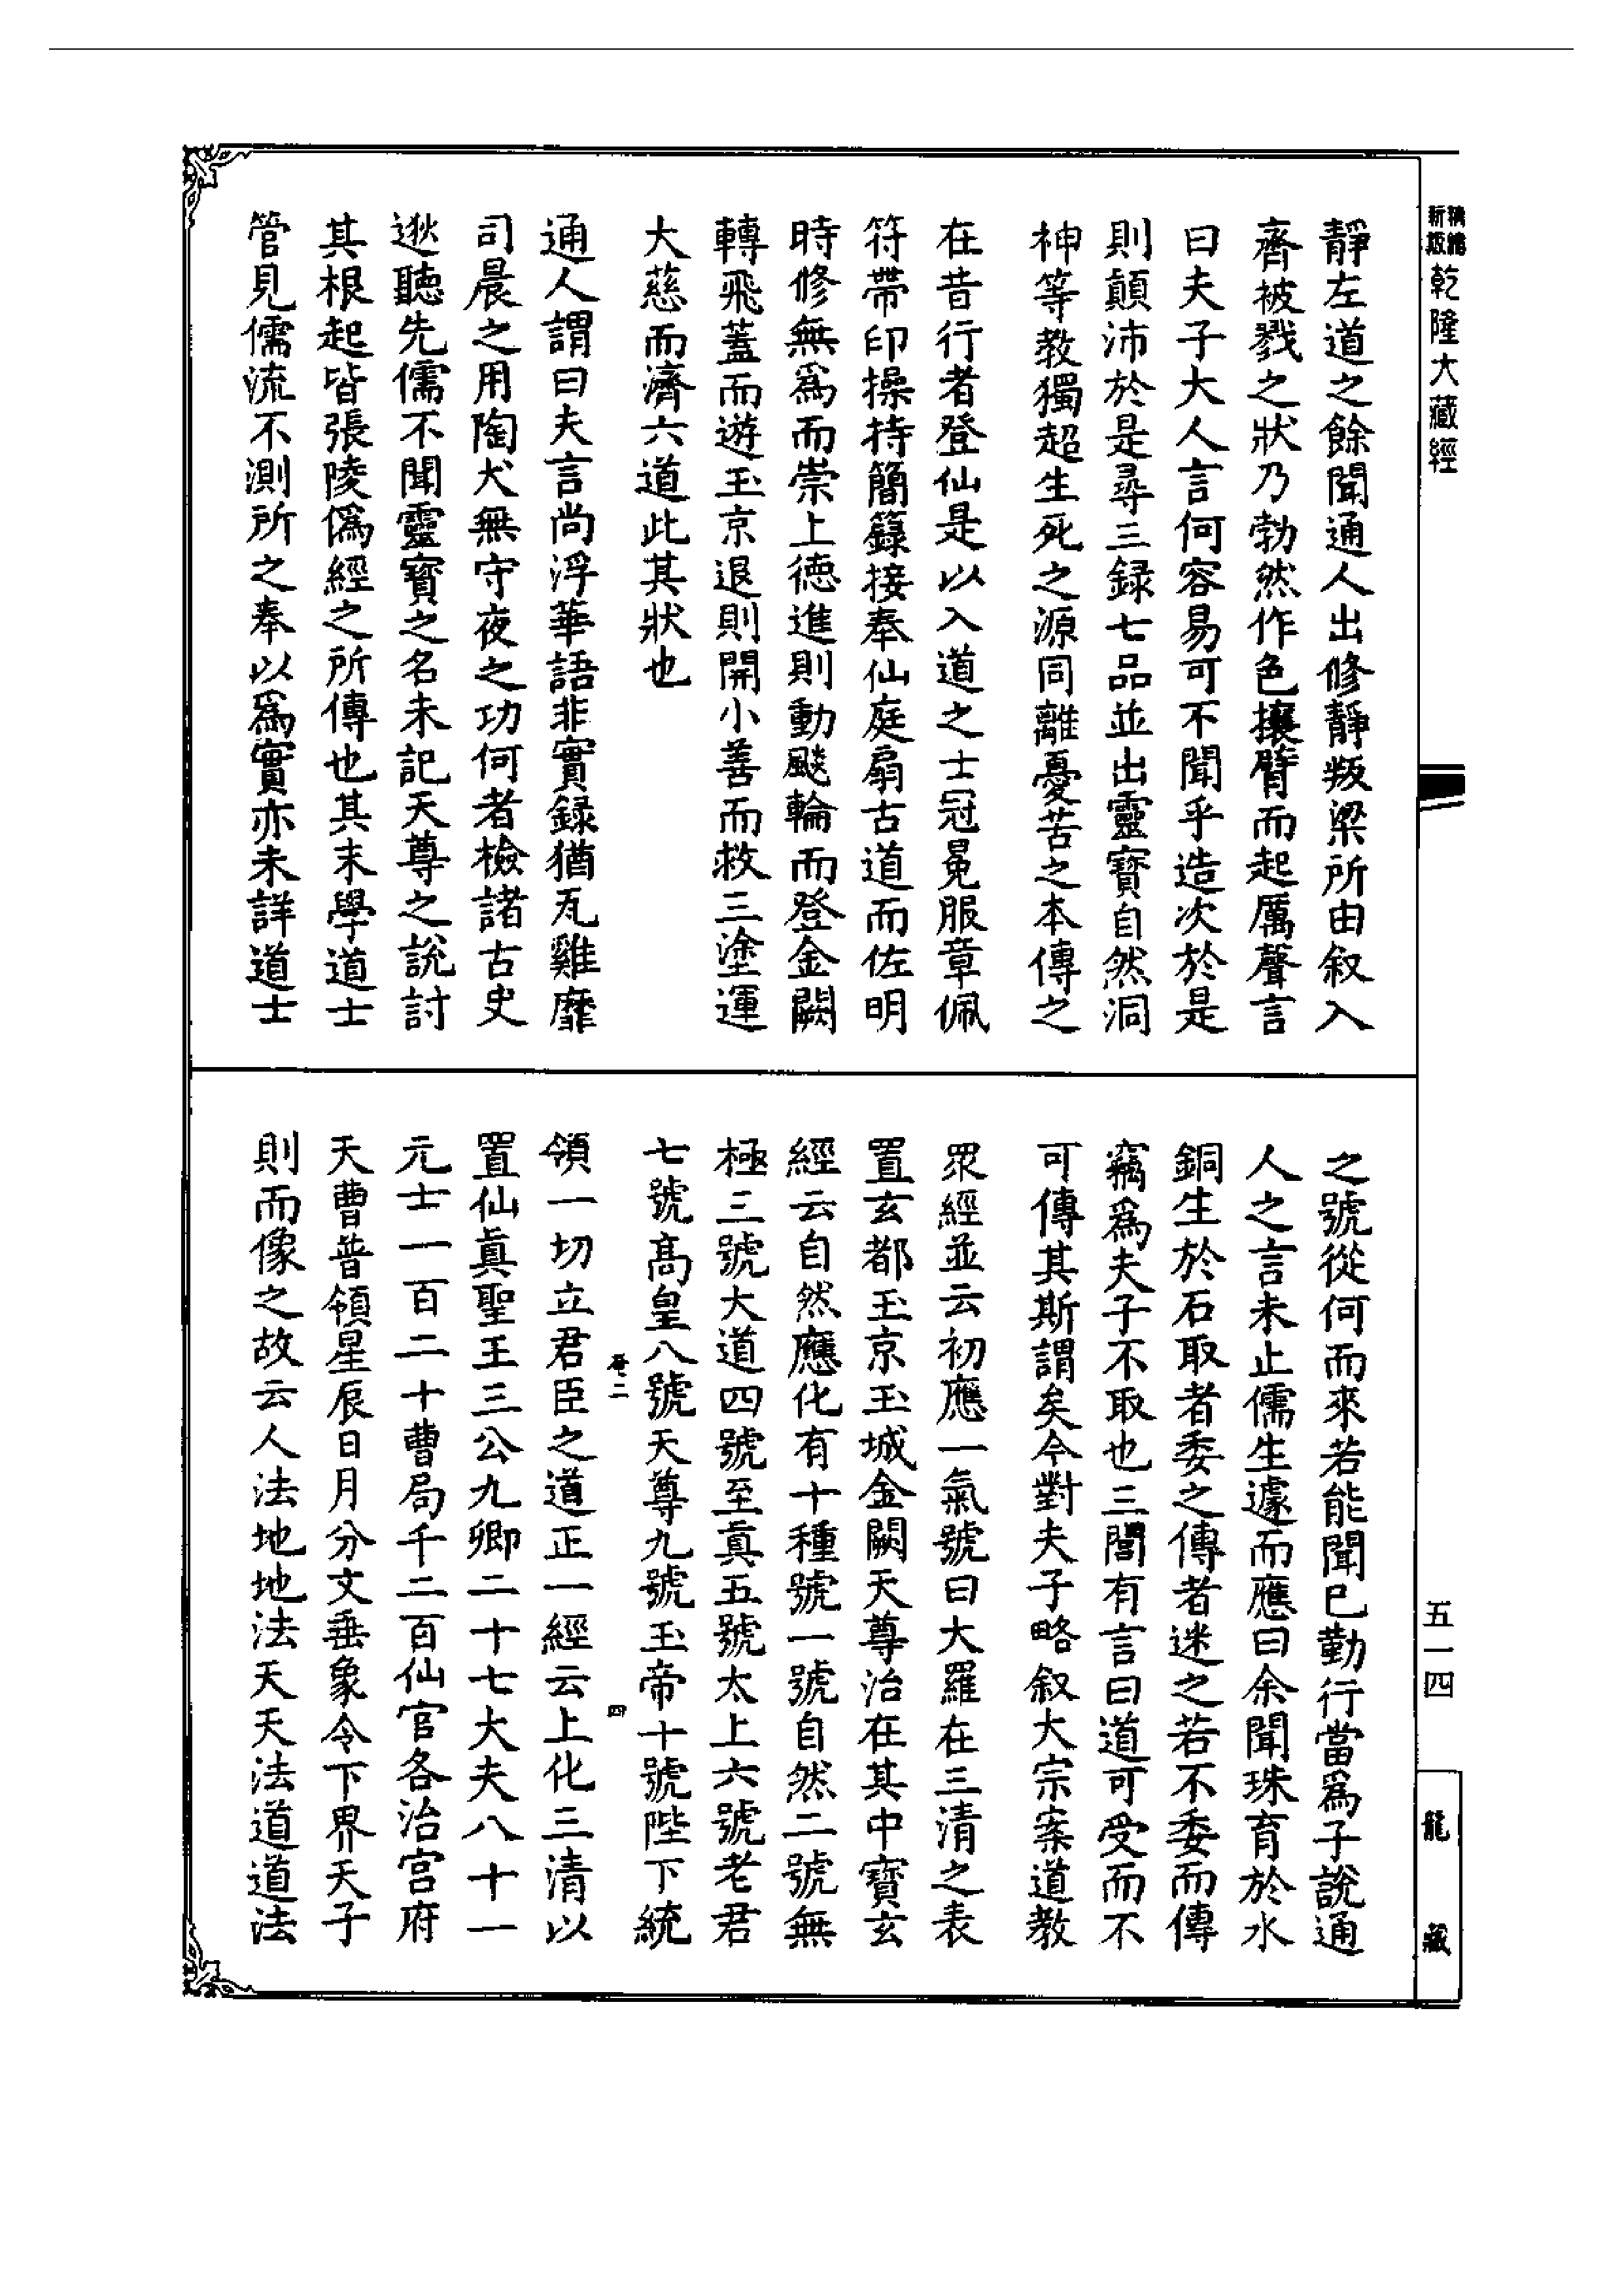 精編
新版
乾隆大藏經
靜左道之餘聞通人出修靜叛梁所由叙入
齊被戮之狀乃勃然作色攘臂而起厲聲言
曰夫子大人言何容易可不聞乎造次於是
則顛沛於是尋三録七品並出靈寶自然洞
神等教獨超生死之源同離憂苦之本傳之
在昔行者登仙是以入道之士冠冕服章佩
符帶印操持簡籙接奉仙庭扇古道而佐明
時修無爲而崇上德進則動飈輪而登金闕
轉飛蓋而遊玉京退則開小善而救三塗運
大慈而濟六道此其狀也
通人謂曰夫言尚浮華語非實録猶瓦雞靡
司晨之用陶犬無守夜之功何者檢諸古史
逖聽先儒不聞靈寶之名未記天尊之說討
其根起皆張陵僞經之所傳也其末學道士
管見儒流不測所之奉以爲實亦未詳道士
之號從何而來若能聞已勤行當爲子說通
人之言未止儒生遽而應曰余聞珠育於水
銅生於石取者委之傳者迷之若不委而傳
竊爲夫子不取也三閭有言曰道可受而不
可傳其斯謂矣今對夫子略叙大宗案道教
眾經並云初應一氣號曰大羅在三清之表
置玄都玉京玉城金闕天尊治在其中寶玄
經云自然應化有十種號一號自然二號無
極三號大道四號至真五號太上六號老君
七號高皇八號天尊九號玉帝十號陛下統
卷二
四
領一切立君臣之道正一經云上化三清以
置仙真聖王三公九卿二十七大夫八十一
元士一百二十曹局千二百仙官各治宮府
天曹普領星辰日月分文垂象令下界天子
則而像之故云人法地地法天天法道道法
五一四
龍
藏